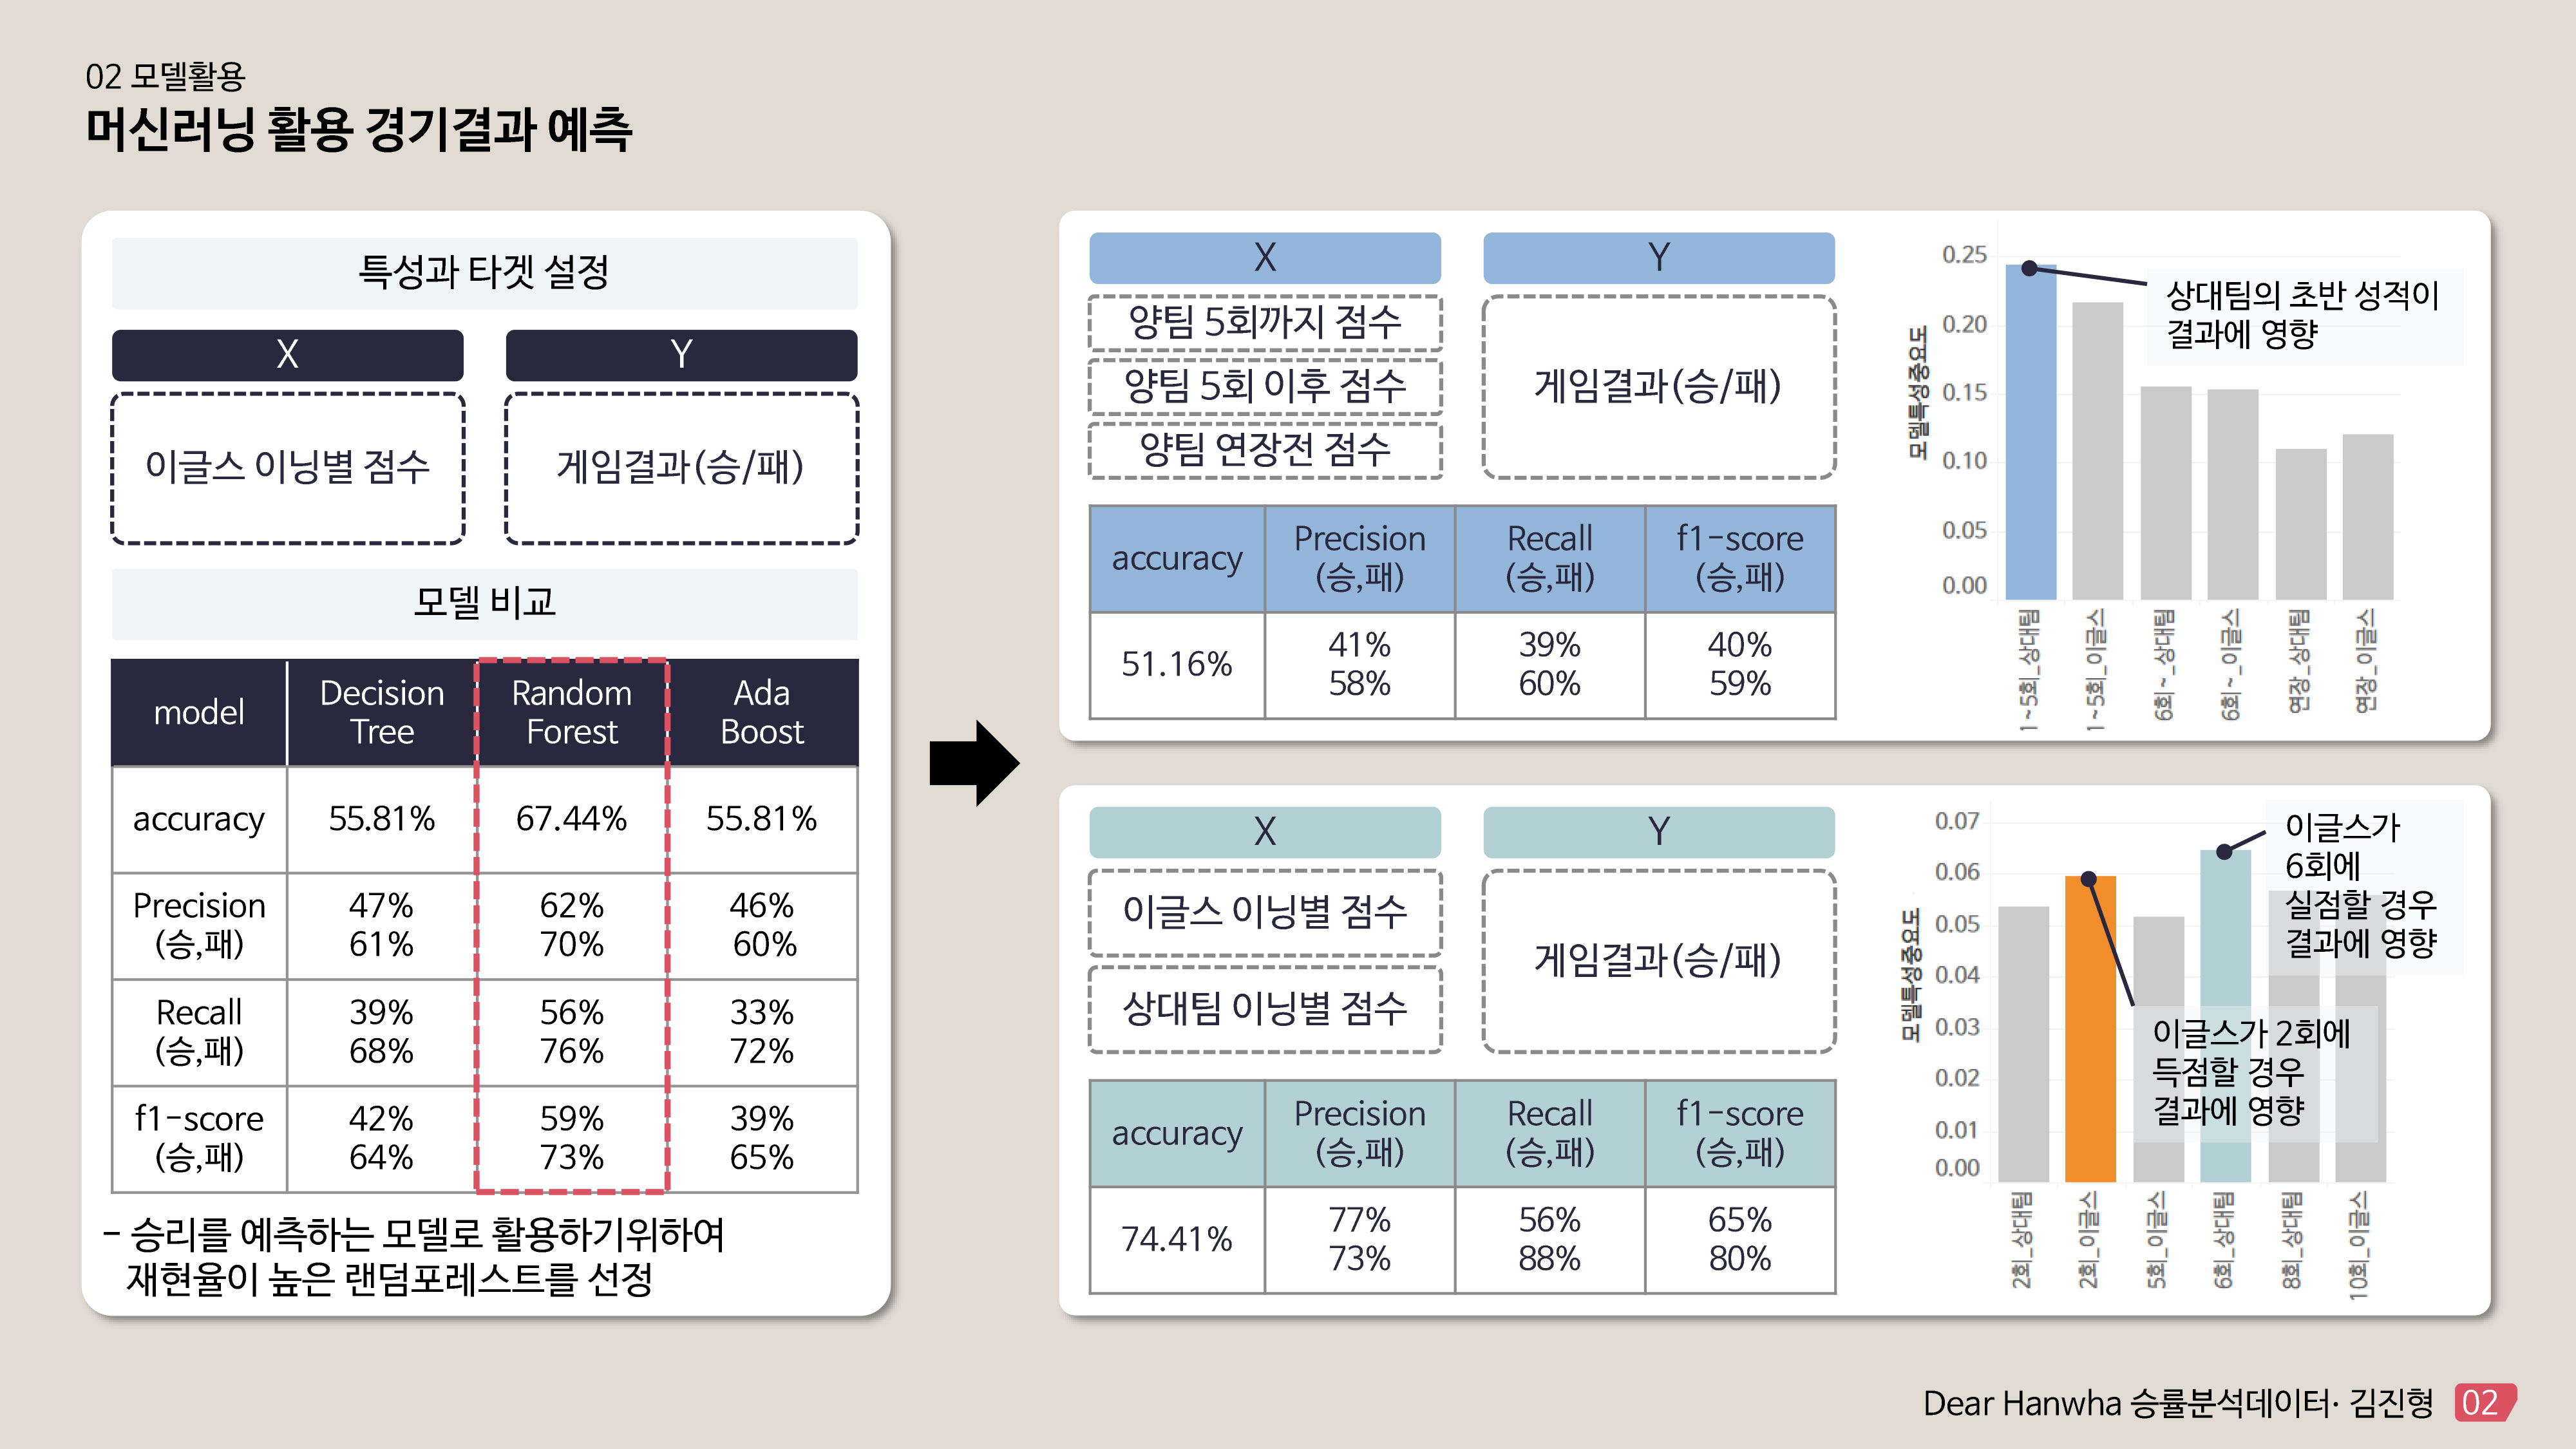 02 모델활용
머신러닝 활용 경기결과 예측
특성과 타겟 설정
X
Y
이글스 이닝별 점수
게임결과(승/패)
모델 비교
model
Decision
Tree
Random
Forest
Ada
Boost
accuracy
55.81%
67.44%
55.81%
Precision
(승,패)
47%
61%
62%
70%
46%
60%
Recall
(승,패)
39%
68%
56%
76%
33%
72%
f1-score
(승,패)
42%
64%
59%
73%
39%
65%
- 승리를 예측하는 모델로 활용하기위하여
재현율이 높은 랜덤포레스트를 선정
X
Y
양팀 5회까지 점수
양팀 5회 이후 점수
양팀 연장전 점수
게임결과(승/패)
accuracy
Precision
(승,패)
Recall
(승,패)
f1-score
(승,패)
51.16%
41%
58%
39%
60%
40%
59%
모델특성중요도
0.25
0.20
0.15
0.10
0.05
0.00
상대팀의 초반 성적이
결과에 영향
1~5회_상대팀
1~5회_이글스
6회~_상대팀
6회~_이글스
연장_상대팀
연장_이글스
X
Y
이글스 이닝별 점수
상대팀 이닝별 점수
게임결과(승/패)
accuracy
Precision
(승,패)
Recall
(승,패)
f1-score
(승,패)
74.41%
77%
73%
56%
88%
65%
80%
모델특성중요도
0.07
0.06
0.05
0.04
0.03
0.02
0.01
0.00
이글스가
6회에
실점할 경우
결과에 영향
이글스가 2회에
득점할 경우
결과에 영향
2회_상대팀
2회_이글스
5회_이글스
6회_상대팀
8회_상대팀
10회_이글스
Dear Hanwha 승률분석데이터· 김진형
02